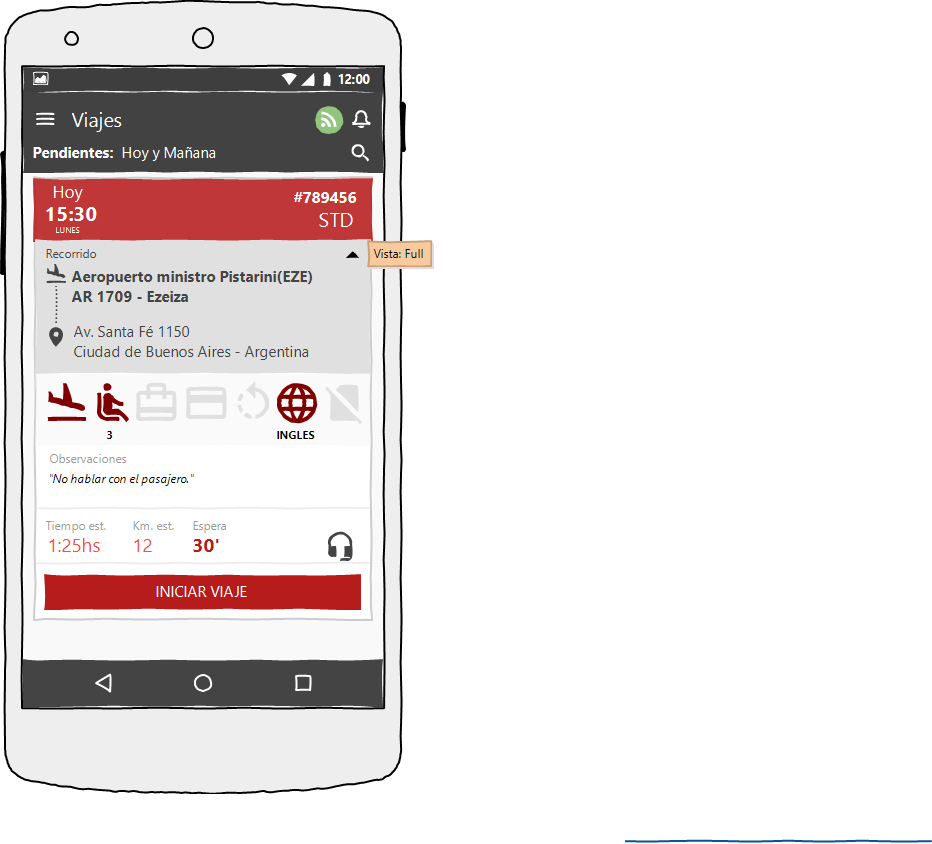 12:00
Viajes
Pendientes: Hoy y Mañana
Hoy
15:30
LUNES
#789456
STD
Recorrido
Vista: Full
Aeropuerto ministro Pistarini(EZE)
AR 1709 - Ezeiza
Av. Santa Fé 1150
Ciudad de Buenos Aires - Argentina
3
INGLES
Observaciones
"No hablar con el pasajero."
Tiempo est. Km. est. Espera
1:25hs 12 30'
INICIAR VIAJE